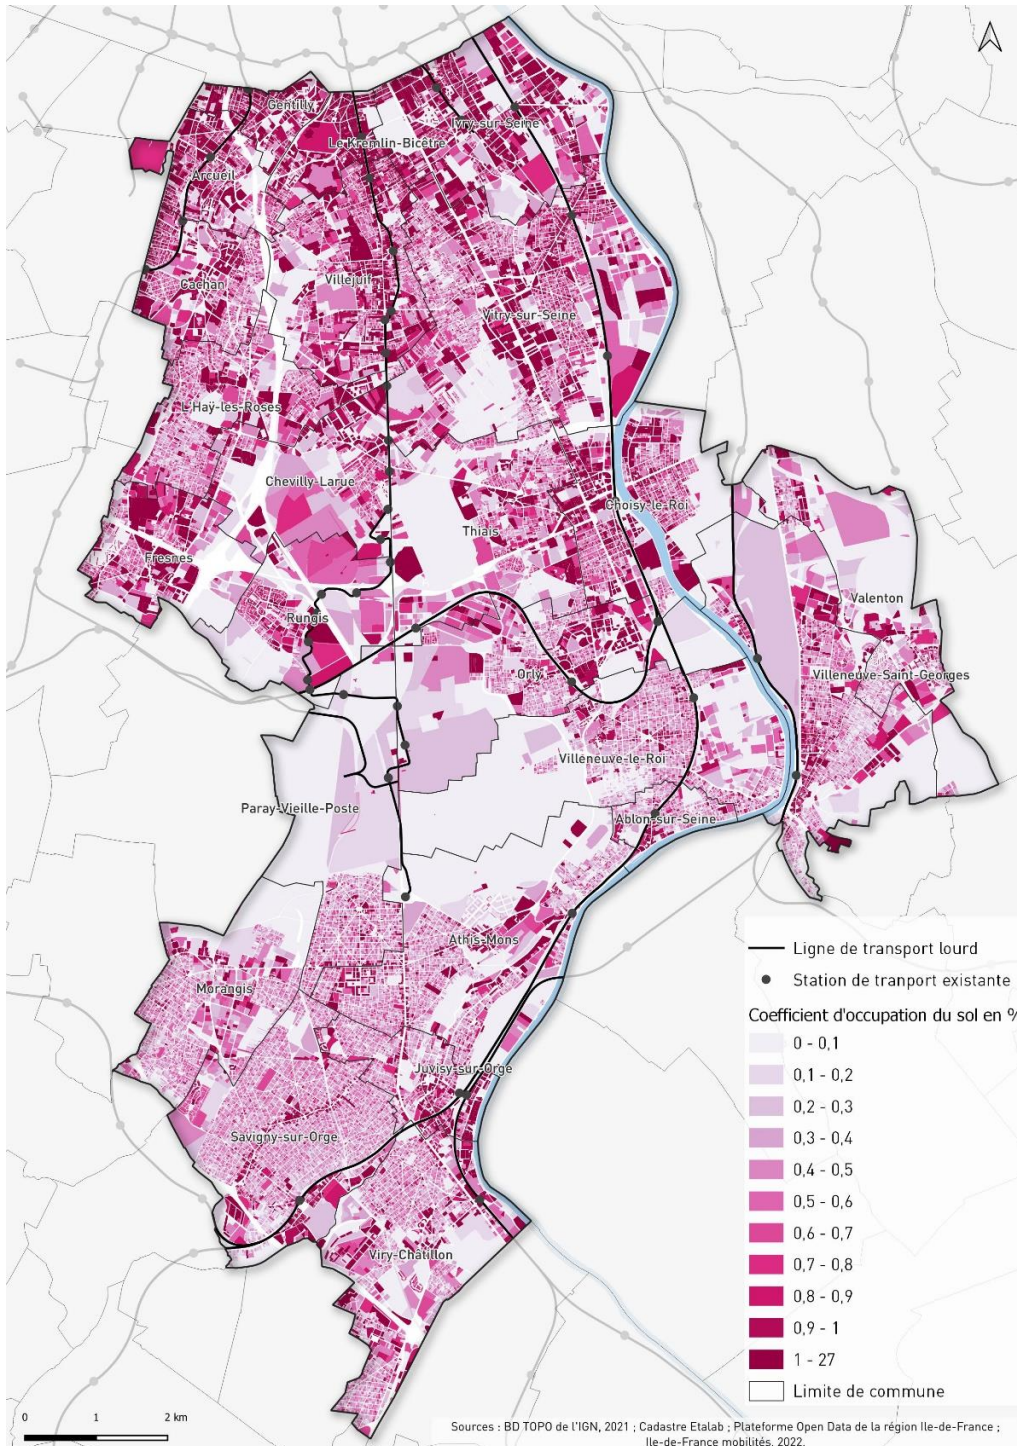 Gentilly
Ivry-sur-Seine
Le Kremlin-Bicêtre
Arcueil
Cachan
Villejuif
Vitry-sur-Seine
L'Haÿ-les-Roses
Chevilly-Larue
Choisy-le-Roi
Thiais
Fresnes
Valenton
Rungis
Orly
Villeneuve-Saint-Georges
Villeneuve-le-Roi
Paray-Vieille-Poste
Ablon-sur-Seine
Athis-Mons
Morangis
Juvisy-sur-Orge
Savigny-sur-Orge
Viry-Châtillon
Ligne de transport lourd
Station de tranport existante
Coefficient d'occupation du sol en %
0 - 0,1
0,1 - 0,2
0,2 - 0,3
0,3 - 0,4
0,4 - 0,5
0,5 - 0,6
0,6 - 0,7
0,7 - 0,8
0,8 - 0,9
0,9 - 1
1 - 27
Limite de commune
0 1 2 km
Sources : BD TOPO de l'IGN, 2021 ; Cadastre Etalab ; Plateforme Open Data de la région Ile-de-France ;
Ile-de-France mobilités, 2022.